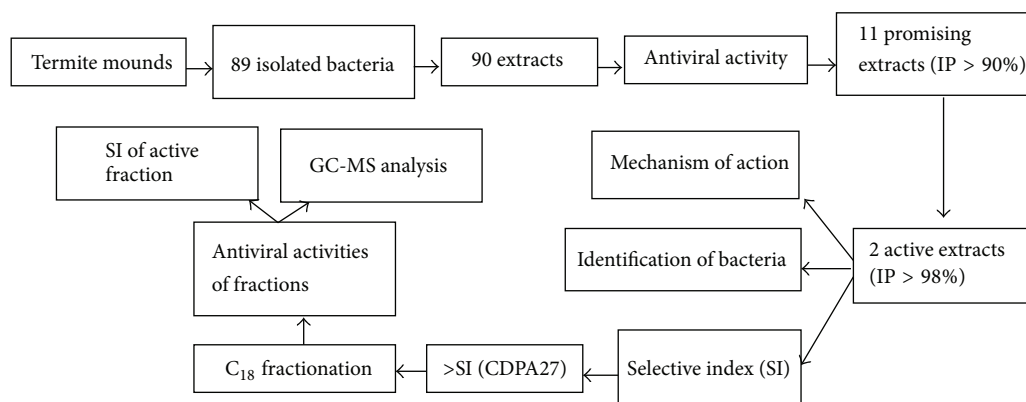 Termite mounds
89 isolated bacteria
90 extracts
Antiviral activity
11 promising
extracts (IP > 90%)
SI of active
fraction
GC-MS analysis
Mechanism of action
Antiviral activities
of fractions
Identification of bacteria
2 active extracts
(IP > 98%)
C₁₈ fractionation
>SI (CDPA27)
Selective index (SI)